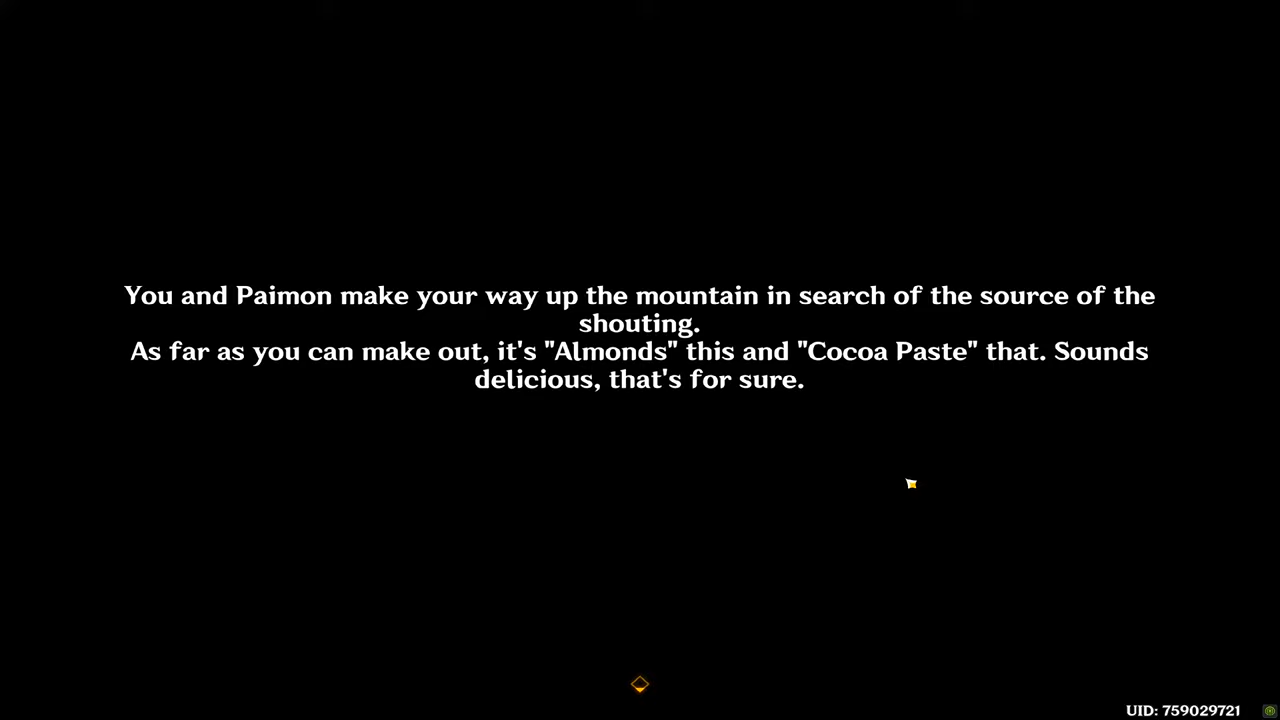 You and Paimon make your way up the mountain in search of the source of the
shouting.
As far as you can make out, it's "Almonds" this and "Cocoa Paste" that. Sounds
delicious, that's for sure.
UID: 759029721